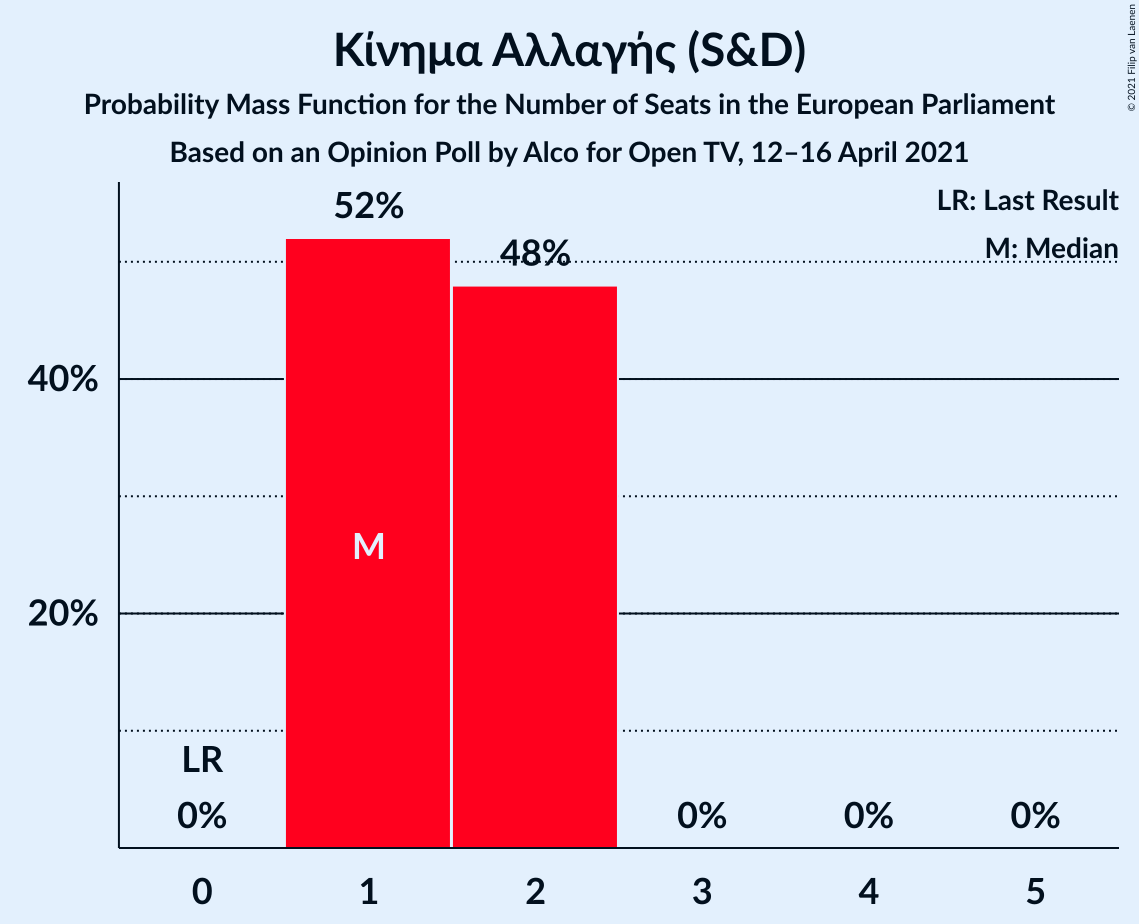 Κίνημα Αλλαγής (S&D)
Probability Mass Function for the Number of Seats in the European Parliament
Based on an Opinion Poll by Alco for Open TV, 12–16 April 2021
© 2021 Filip van Laenen
LR: Last Result
M: Median
52%
48%
40%
M
20%
LR
0%
0%
0%
0%
0 1 2 3 4 5